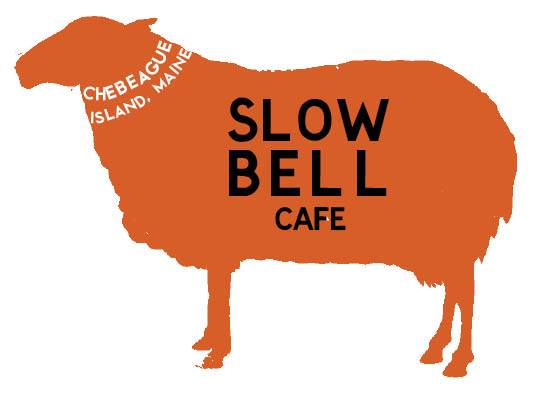 CHEBEAGUE
ISLAND, MAINE
SLOW
BELL
CAFE